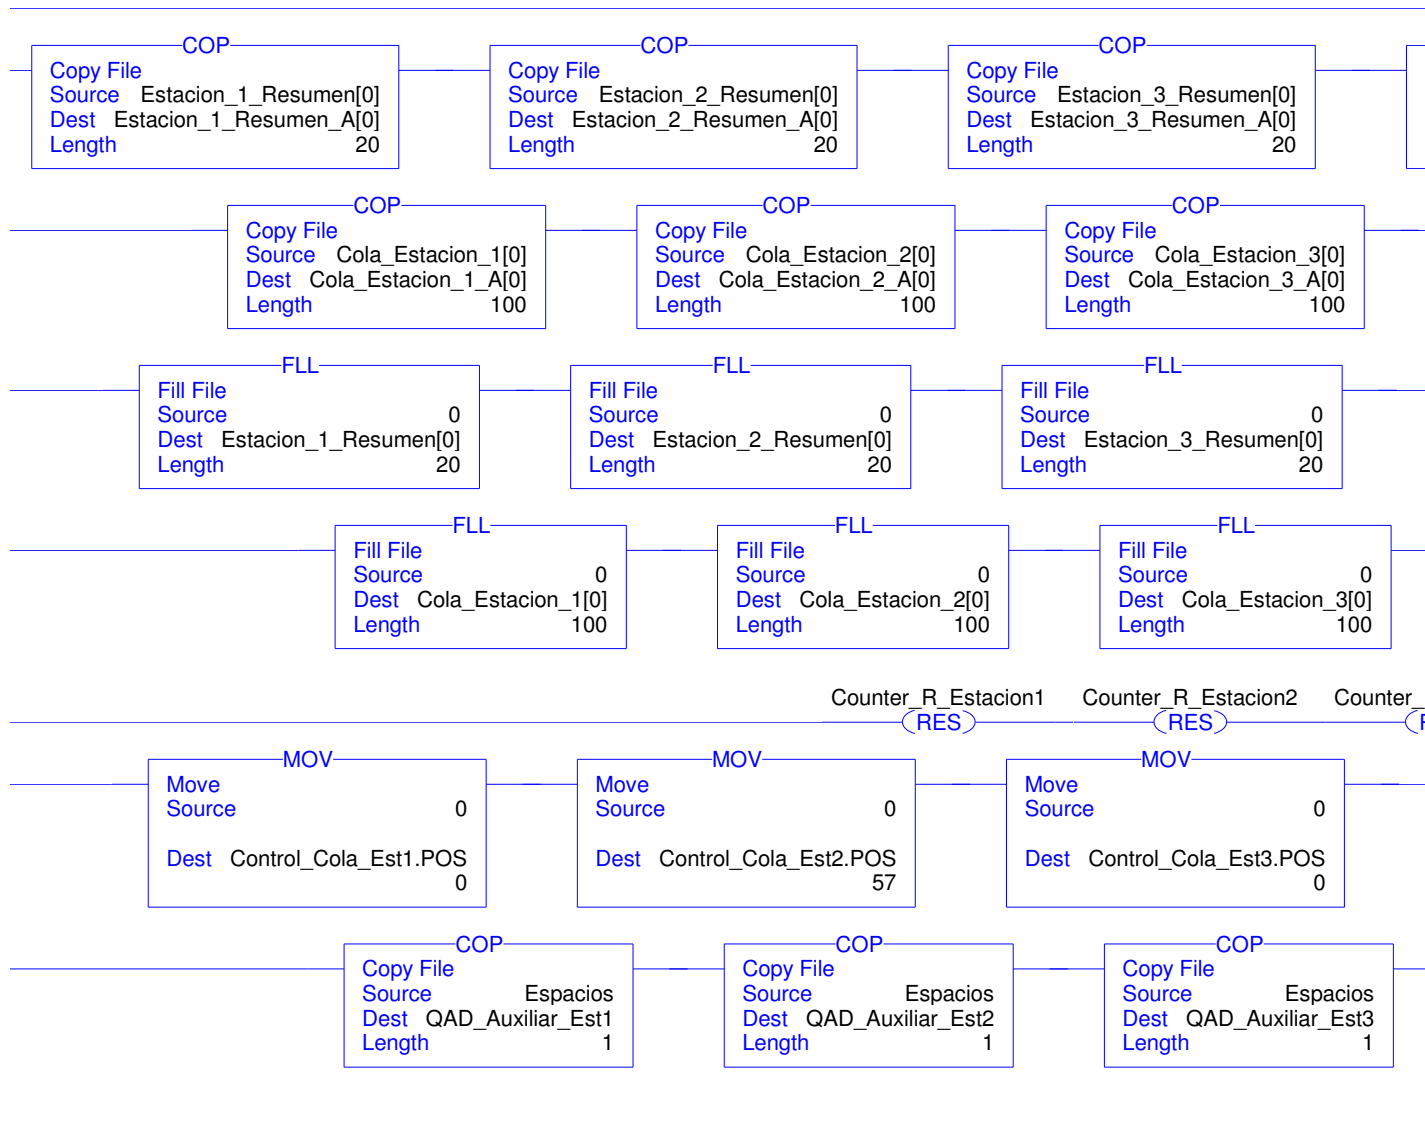 COP COP COP
Copy File Copy File Copy File
Source Estacion_1_Resumen[0] Source Estacion_2_Resumen[0] Source Estacion_3_Resumen[0]
Dest Estacion_1_Resumen_A[0] Dest Estacion_2_Resumen_A[0] Dest Estacion_3_Resumen_A[0]
Length 20 Length 20 Length 20
COP COP COP
Copy File Copy File Copy File
Source Cola_Estacion_1[0] Source Cola_Estacion_2[0] Source Cola_Estacion_3[0]
Dest Cola_Estacion_1_A[0] Dest Cola_Estacion_2_A[0] Dest Cola_Estacion_3_A[0]
Length 100 Length 100 Length 100
FLL FLL FLL
Fill File Fill File Fill File
Source 0 Source 0 Source 0
Dest Estacion_1_Resumen[0] Dest Estacion_2_Resumen[0] Dest Estacion_3_Resumen[0]
Length 20 Length 20 Length 20
FLL FLL FLL
Fill File Fill File Fill File
Source 0 Source 0 Source 0
Dest Cola_Estacion_1[0] Dest Cola_Estacion_2[0] Dest Cola_Estacion_3[0]
Length 100 Length 100 Length 100
Counter_R_Estacion1 Counter_R_Estacion2 Counter_
RES RES
MOV MOV MOV
Move Move Move
Source 0 Source 0 Source 0
Dest Control_Cola_Est1.POS Dest Control_Cola_Est2.POS Dest Control_Cola_Est3.POS
0 57 0
COP COP COP
Copy File Copy File Copy File
Source Espacios Source Espacios Source Espacios
Dest QAD_Auxiliar_Est1 Dest QAD_Auxiliar_Est2 Dest QAD_Auxiliar_Est3
Length 1 Length 1 Length 1